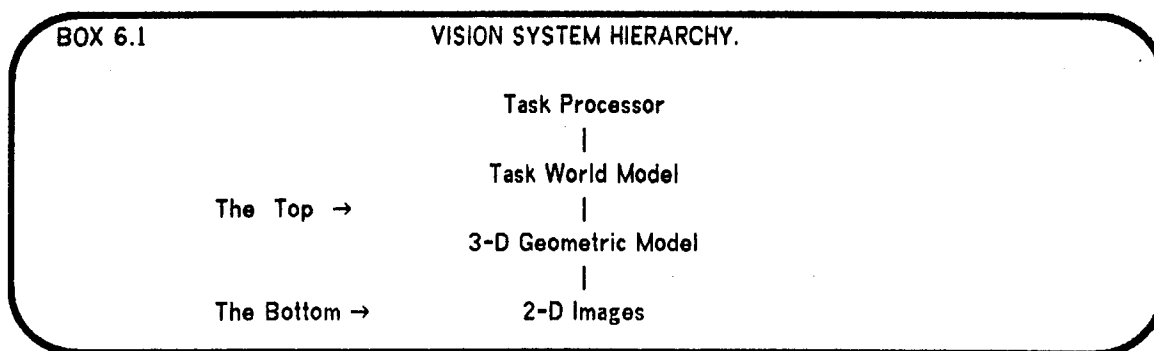 BOX 6.1 VISION SYSTEM HIERARCHY.
Task Processor
|
Task World Model
The Top → |
3-D Geometric Model
|
The Bottom → 2-D Images